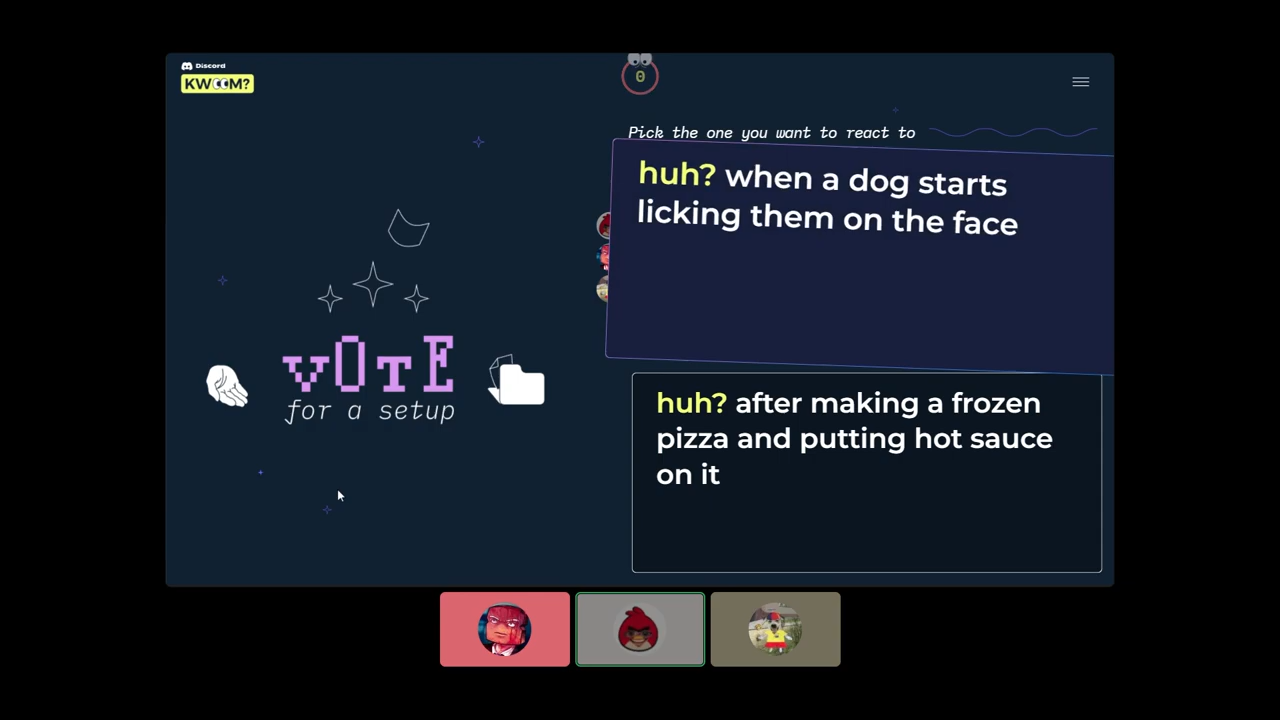 Discord
KWOOM?
0
Pick the one you want to react to
huh? when a dog starts
licking them on the face
vOTE
for a setup
huh? after making a frozen
pizza and putting hot sauce
on it